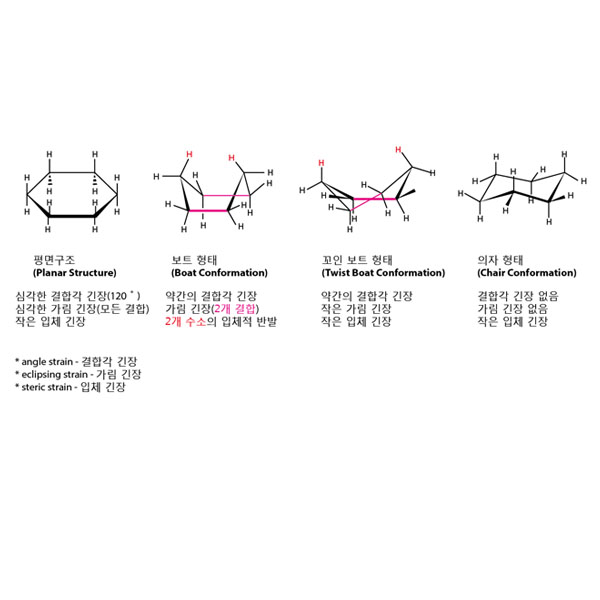 H H H H H H H H H H H H
H H H H H H H H H H
H H H H H H H H
H H H H H H H H H H
평면구조
(Planar Structure)
심각한 결합각 긴장(120˚)
심각한 가림 긴장(모든 결합)
작은 입체 긴장
보트 형태
(Boat Conformation)
약간의 결합각 긴장
가림 긴장(2개 결합)
2개 수소의 입체적 반발
꼬인 보트 형태
(Twist Boat Conformation)
약간의 결합각 긴장
작은 가림 긴장
작은 입체 긴장
의자 형태
(Chair Conformation)
결합각 긴장 없음
가림 긴장 없음
작은 입체 긴장
* angle strain - 결합각 긴장
* eclipsing strain - 가림 긴장
* steric strain - 입체 긴장